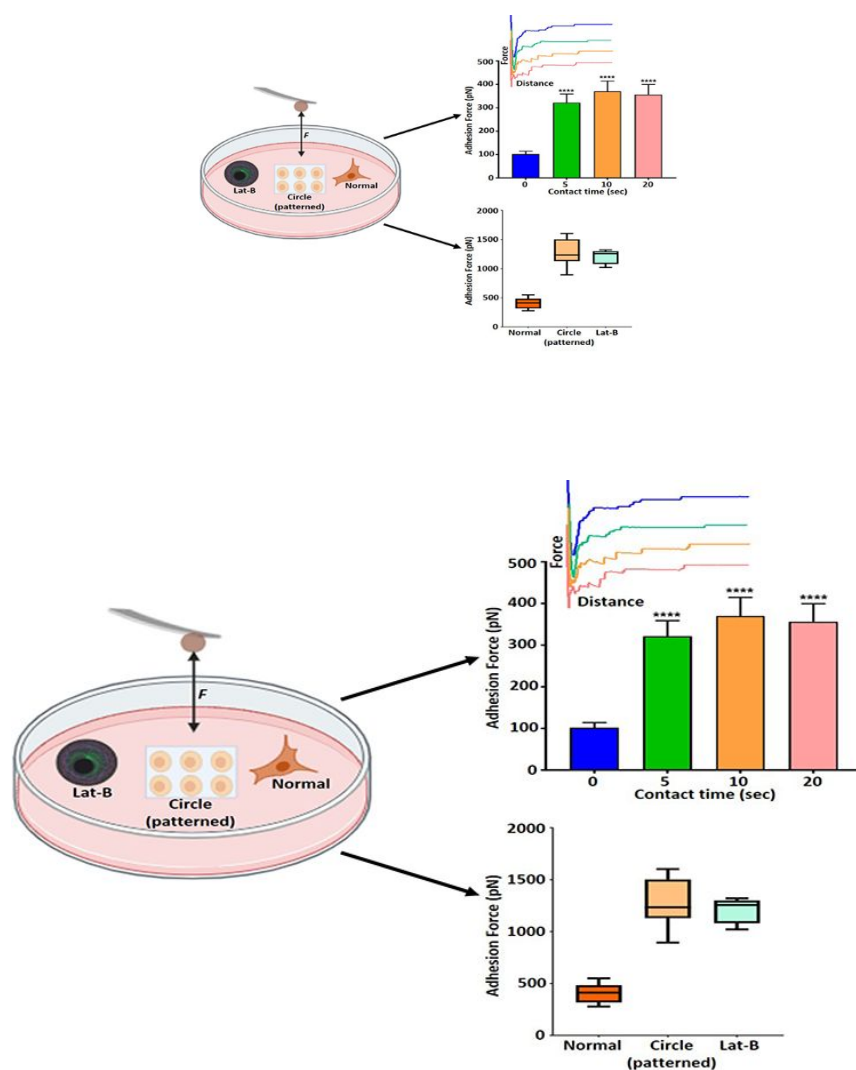 Force
Distance
Adhesion Force (pN)
500
400
300
200
100
0
**** **** ****
0 5 10 20
Contact time (sec)
F
Lat-B
Circle
(patterned)
Normal
Adhesion Force (pN)
2000
1500
1000
500
0
Normal Circle Lat-B
(patterned)
Force
Distance
Adhesion Force (pN)
500
400
300
200
100
0
**** **** ****
0 5 10 20
Contact time (sec)
F
Lat-B
Circle
(patterned)
Normal
Adhesion Force (pN)
2000
1500
1000
500
0
Normal Circle Lat-B
(patterned)